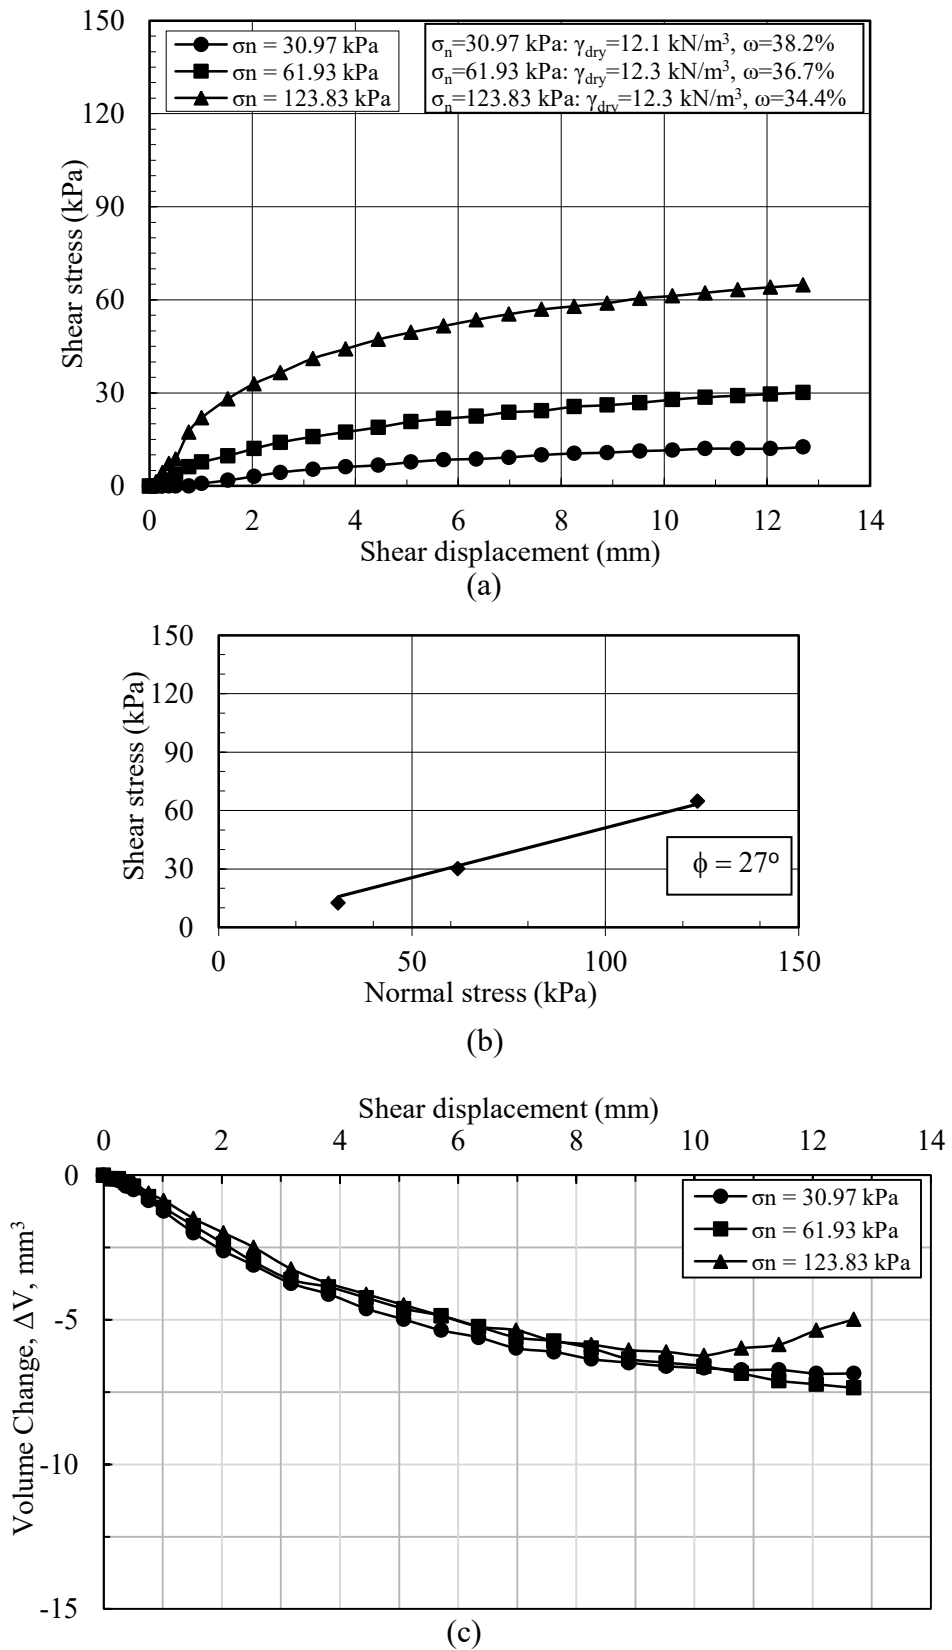 150
120
90
60
30
0
Shear stress (kPa)
σn = 30.97 kPa
σn = 61.93 kPa
σn = 123.83 kPa
σₙ=30.97 kPa: γdry=12.1 kN/m³, ω=38.2%
σₙ=61.93 kPa: γdry=12.3 kN/m³, ω=36.7%
σₙ=123.83 kPa: γdry=12.3 kN/m³, ω=34.4%
0 2 4 6 8 10 12 14
Shear displacement (mm)
(a)
150
120
90
60
30
0
Shear stress (kPa)
ϕ = 27º
0 50 100 150
Normal stress (kPa)
(b)
Shear displacement (mm)
0 2 4 6 8 10 12 14
0
-5
-10
-15
Volume Change, ΔV, mm³
σn = 30.97 kPa
σn = 61.93 kPa
σn = 123.83 kPa
(c)